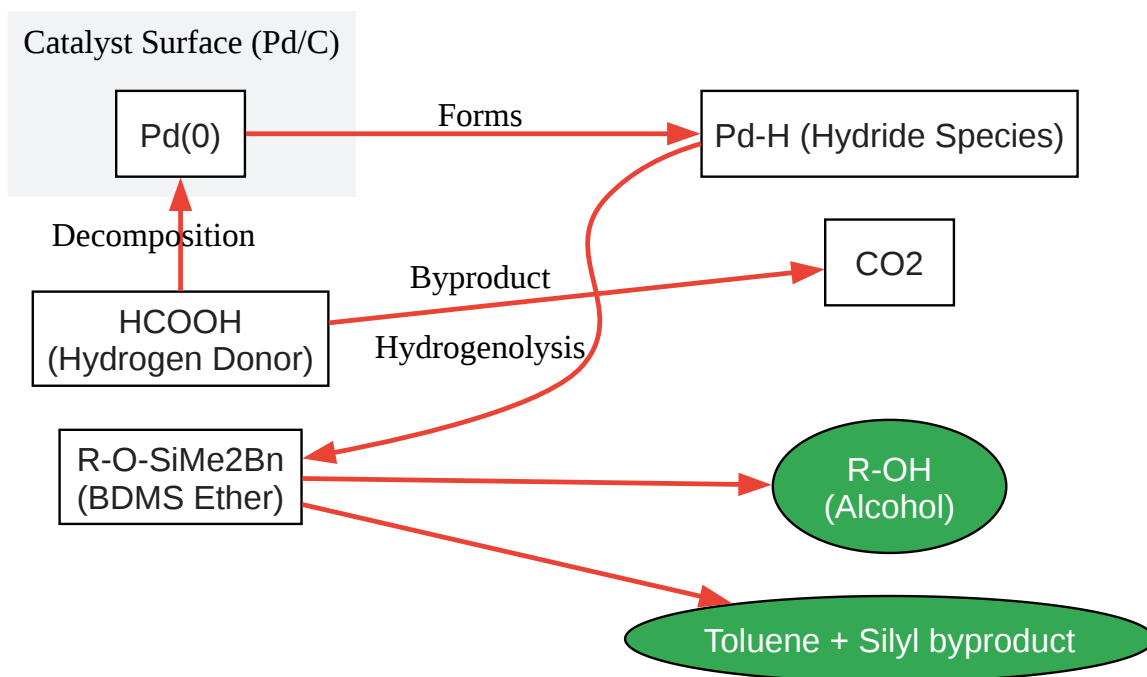 Catalyst Surface (Pd/C)
Pd(0)
Forms
Pd-H (Hydride Species)
Decomposition
HCOOH
(Hydrogen Donor)
Byproduct
CO2
Hydrogenolysis
R-O-SiMe2Bn
(BDMS Ether)
R-OH
(Alcohol)
Toluene + Silyl byproduct